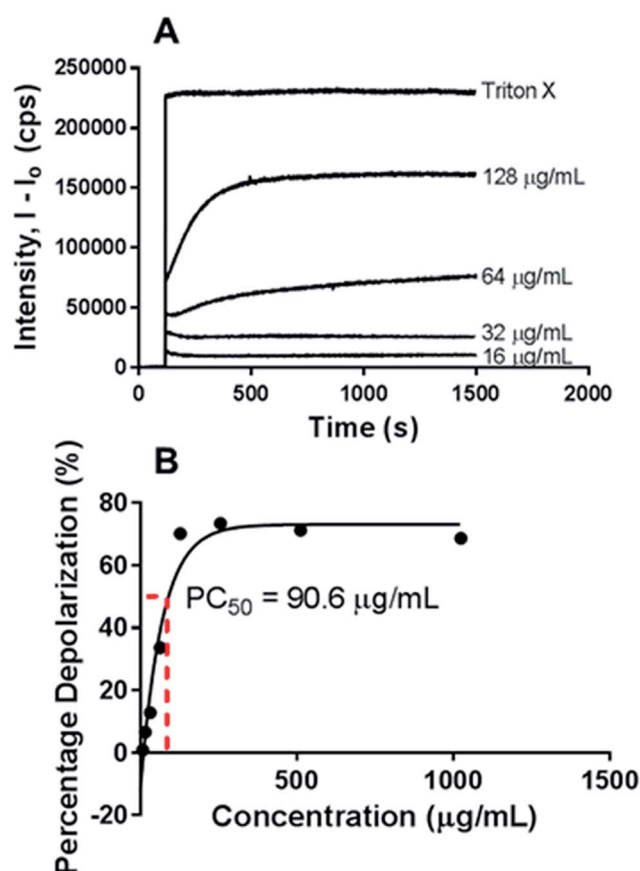 A
Intensity, I - I₀ (cps)
250000
200000
150000
100000
50000
0
Triton X
128 μg/mL
64 μg/mL
32 μg/mL
16 μg/mL
0 500 1000 1500 2000
Time (s)
B
Percentage Depolarization (%)
80
60
40
20
0
-20
PC₅₀ = 90.6 μg/mL
500 1000 1500
Concentration (μg/mL)